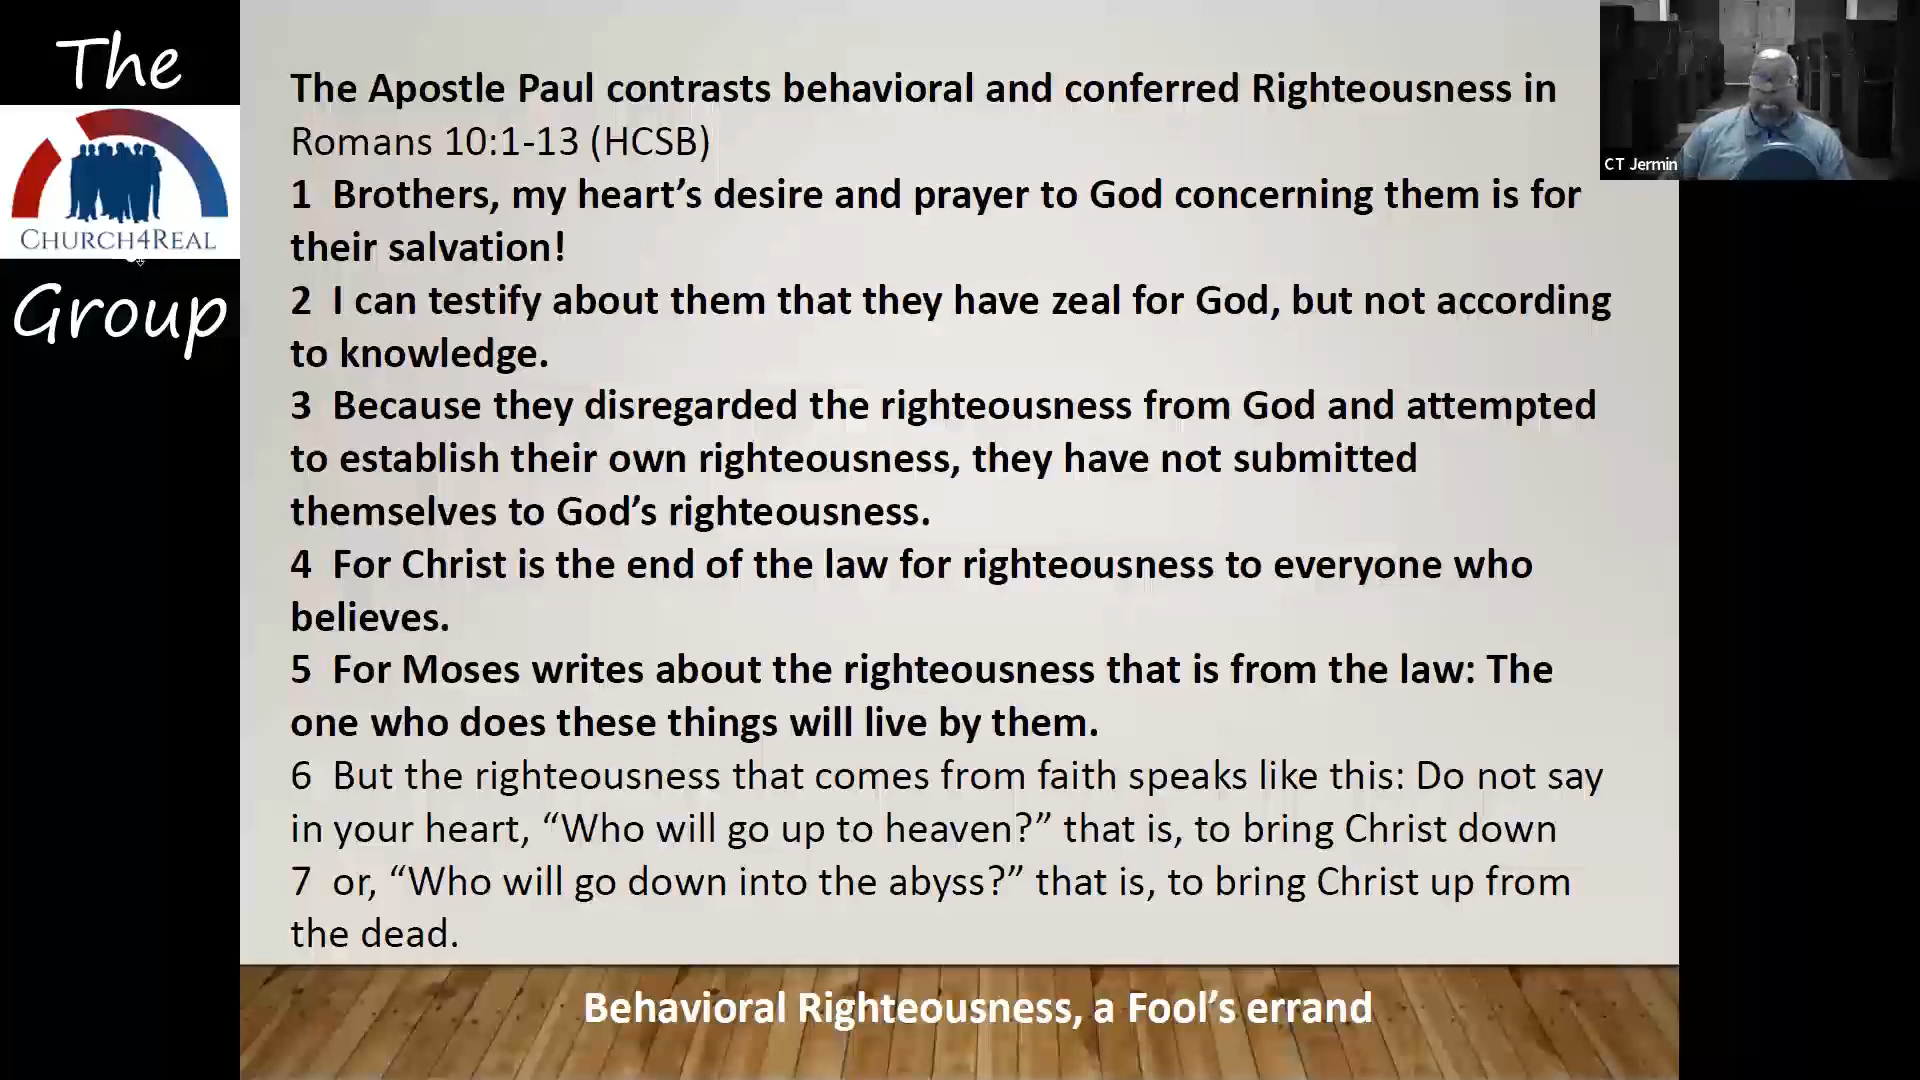 The
CHURCH4REAL
Group
The Apostle Paul contrasts behavioral and conferred Righteousness in
Romans 10:1-13 (HCSB)
1 Brothers, my heart’s desire and prayer to God concerning them is for
their salvation!
2 I can testify about them that they have zeal for God, but not according
to knowledge.
3 Because they disregarded the righteousness from God and attempted
to establish their own righteousness, they have not submitted
themselves to God’s righteousness.
4 For Christ is the end of the law for righteousness to everyone who
believes.
5 For Moses writes about the righteousness that is from the law: The
one who does these things will live by them.
6 But the righteousness that comes from faith speaks like this: Do not say
in your heart, “Who will go up to heaven?” that is, to bring Christ down
7 or, “Who will go down into the abyss?” that is, to bring Christ up from
the dead.
Behavioral Righteousness, a Fool’s errand
CT Jermin